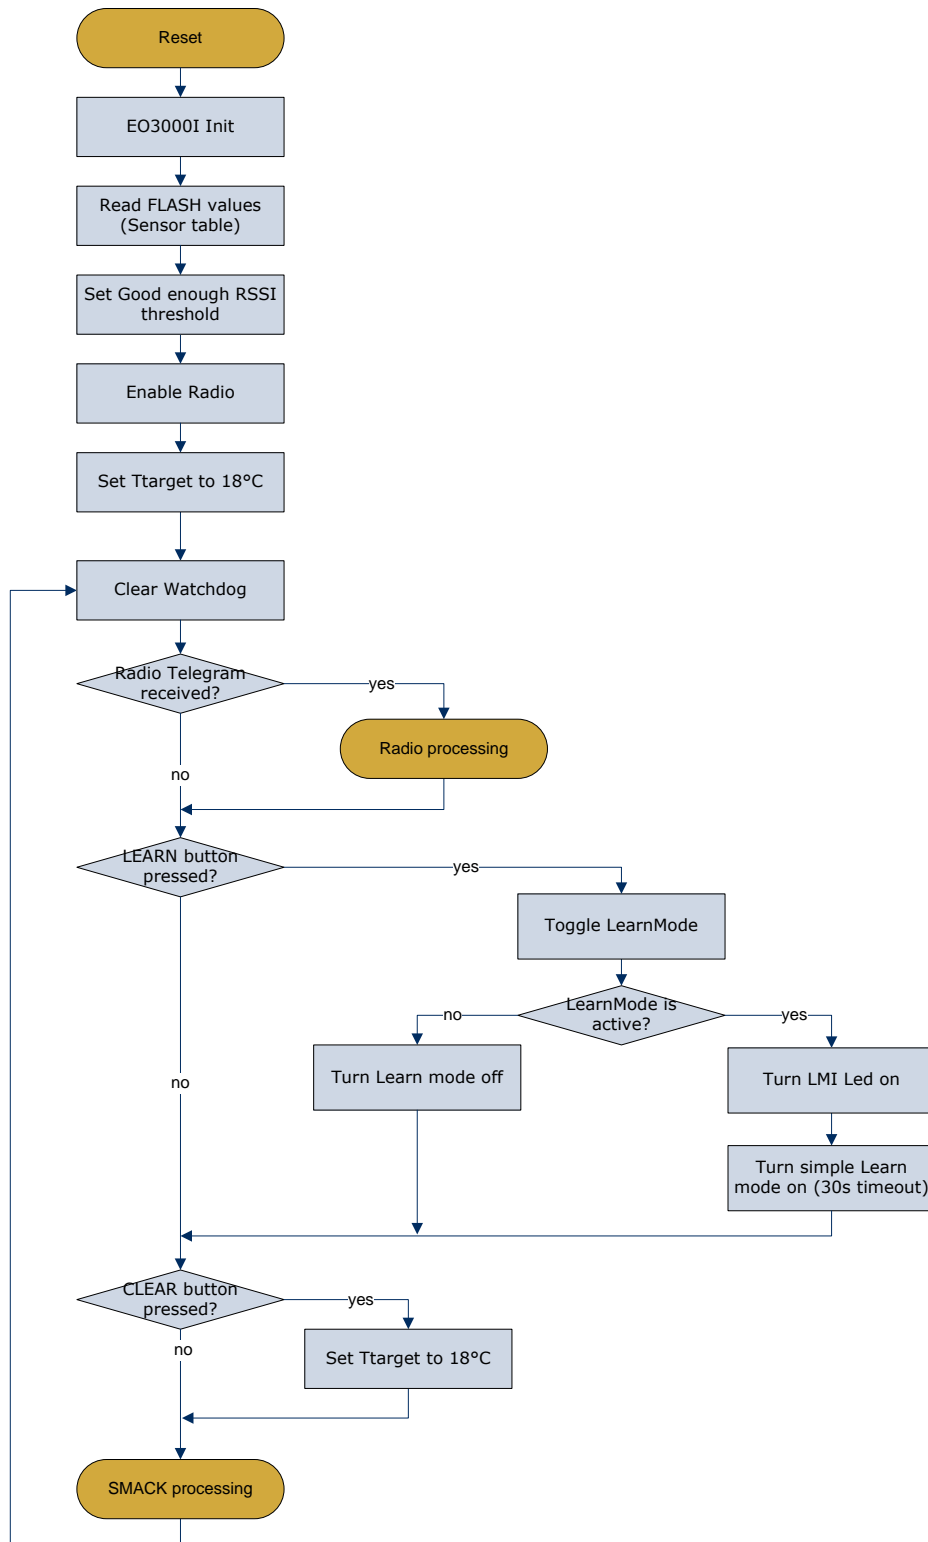 Reset
EO3000I Init
Read FLASH values
(Sensor table)
Set Good enough RSSI
threshold
Enable Radio
Set Ttarget to 18°C
Clear Watchdog
Radio Telegram
received?
yes
Radio processing
no
LEARN button
pressed?
yes
Toggle LearnMode
LearnMode is
active?
no
yes
Turn Learn mode off
Turn LMI Led on
no
Turn simple Learn
mode on (30s timeout)
CLEAR button
pressed?
yes
no
Set Ttarget to 18°C
SMACK processing